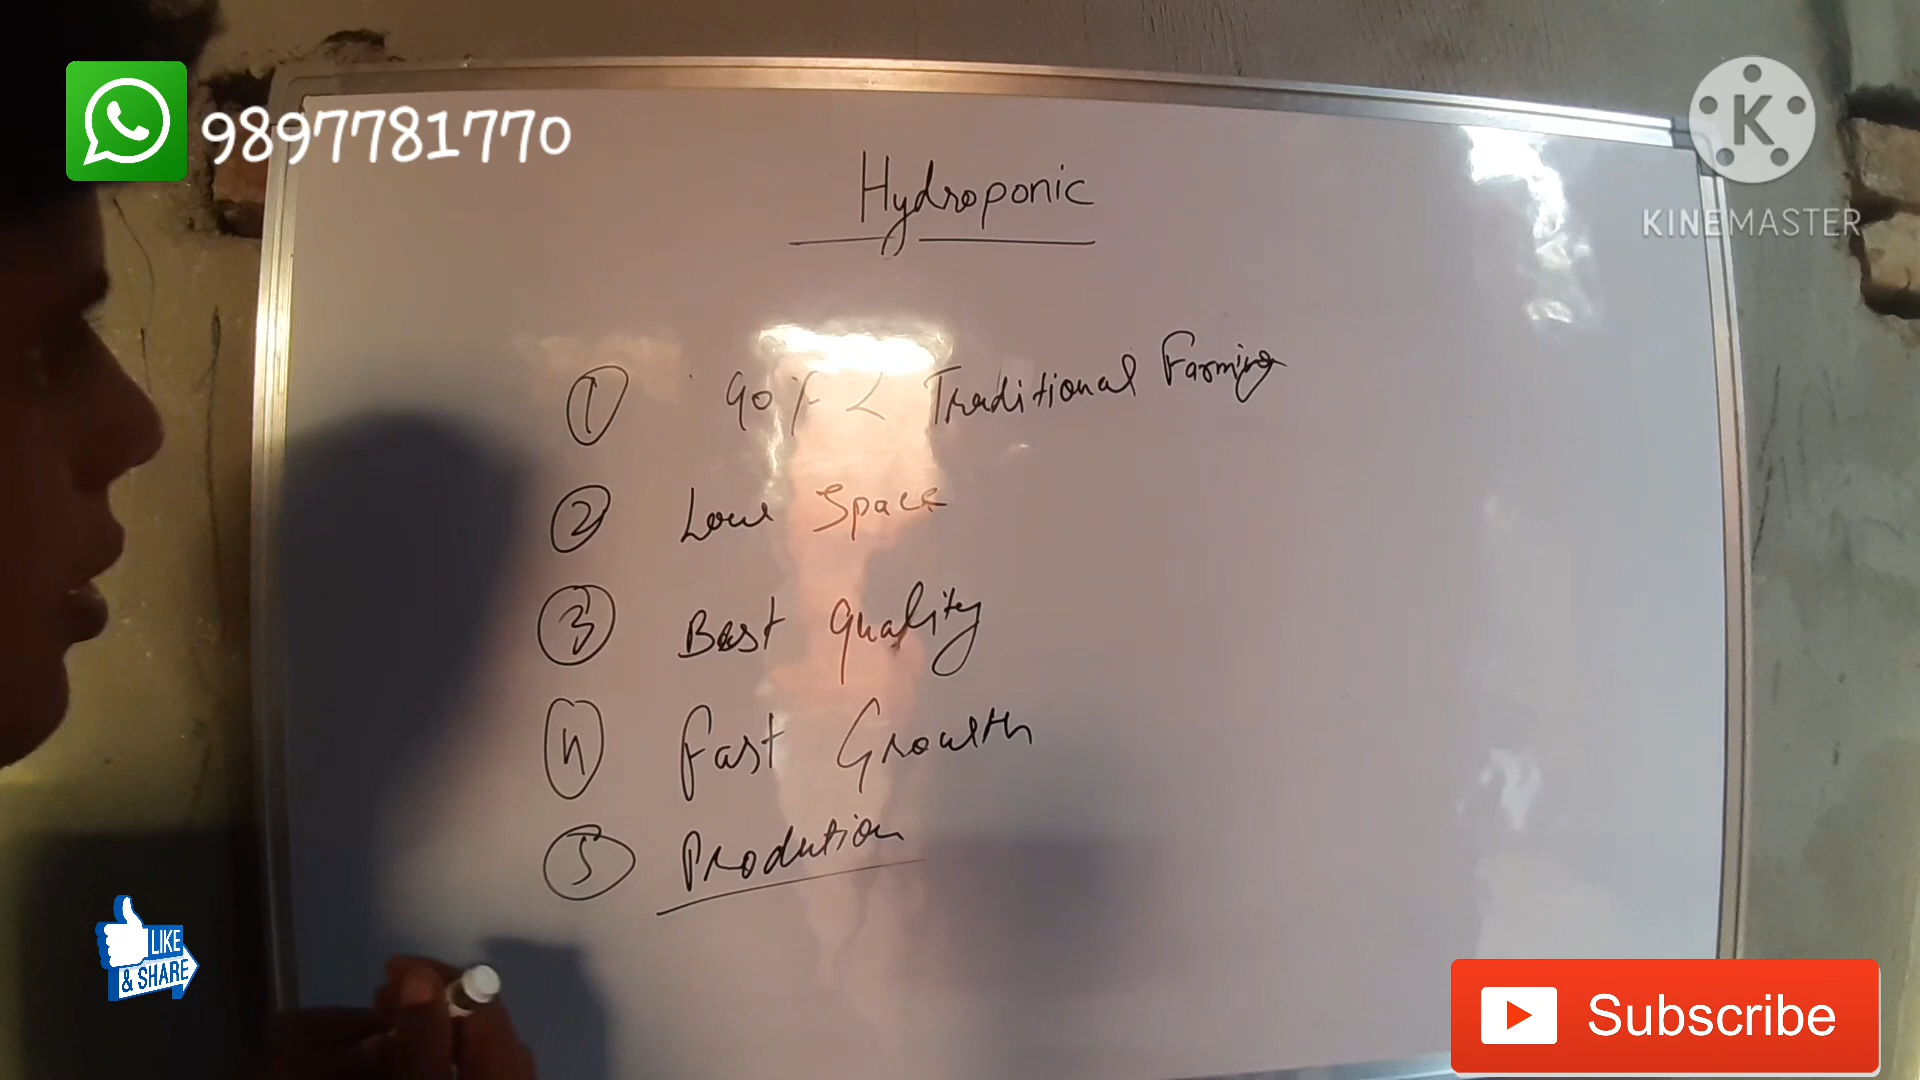 9897781770
K
KINEMASTER
Hydroponic
① 90% < Traditional Farming
② Low Space
③ Best Quality
④ Fast Growth
⑤ Prodution
LIKE
& SHARE
Subscribe